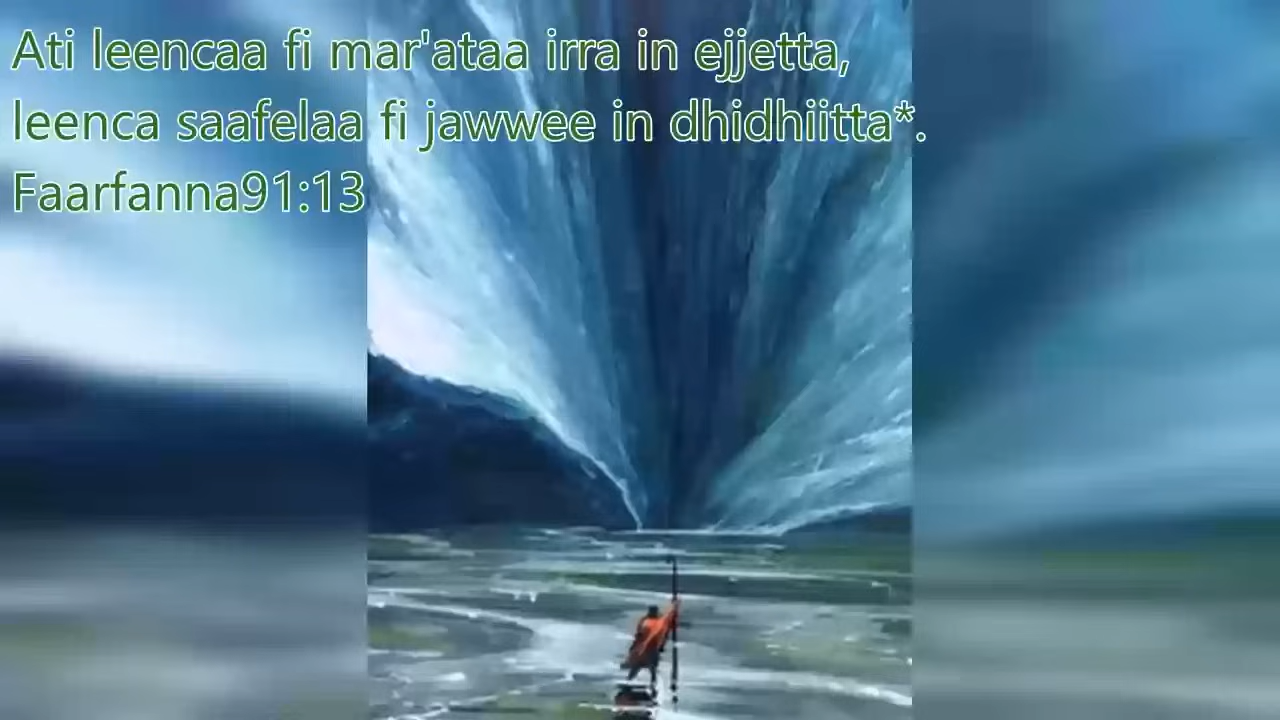 Ati leencaa fi mar'ataa irra in ejjetta,
leenca saafelaa fi jawwee in dhidhiitta*.
Faarfanna91:13